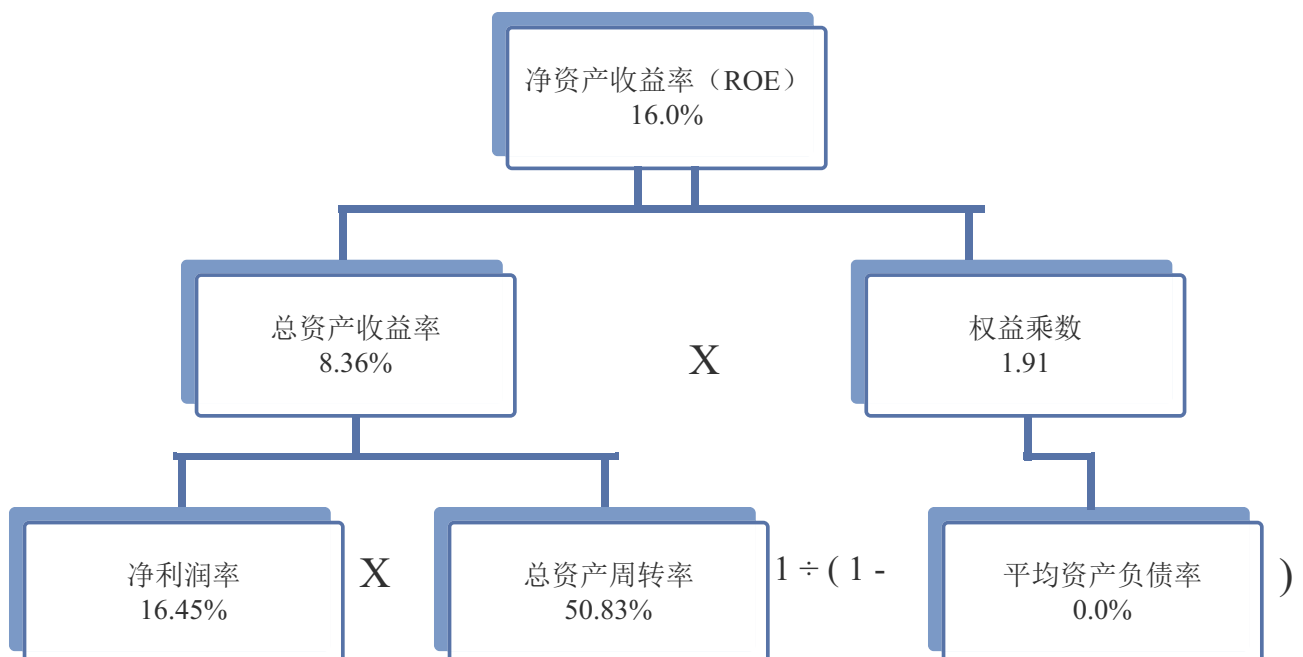 净资产收益率（ROE）
16.0%
总资产收益率
8.36%
X
权益乘数
1.91
净利润率
16.45%
X
总资产周转率
50.83%
1 ÷ ( 1 -
平均资产负债率
0.0%
)